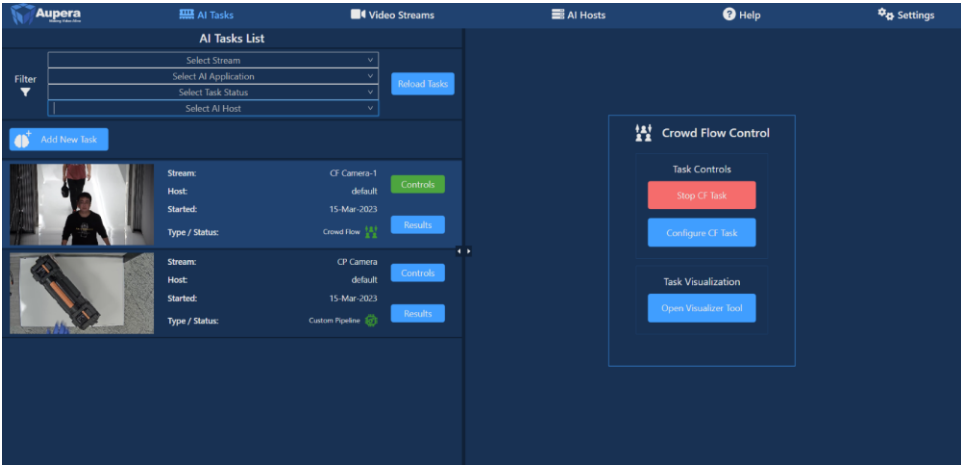 Aupera
AI Tasks
Video Streams
AI Hosts
Help
Settings
AI Tasks List
Filter
Select Stream
Select AI Application
Select Task Status
Select AI Host
Reload Tasks
Add New Task
Stream: CF Camera-1
Host: default
Started: 15-Mar-2023
Type / Status: Crowd Flow
Controls
Results
Stream: CP Camera
Host: default
Started: 15-Mar-2023
Type / Status: Custom Pipeline
Controls
Results
Crowd Flow Control
Task Controls
Stop CF Task
Configure CF Task
Task Visualization
Open Visualizer Tool